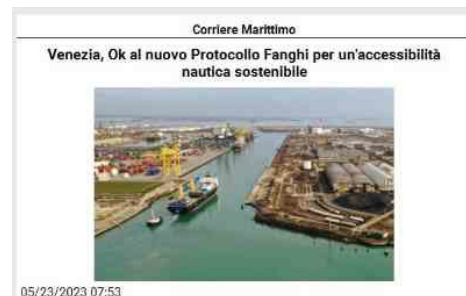 Corriere Marittimo
Venezia, Ok al nuovo Protocollo Fanghi per un'accessibilità
nautica sostenibile
05/23/2023 07:53